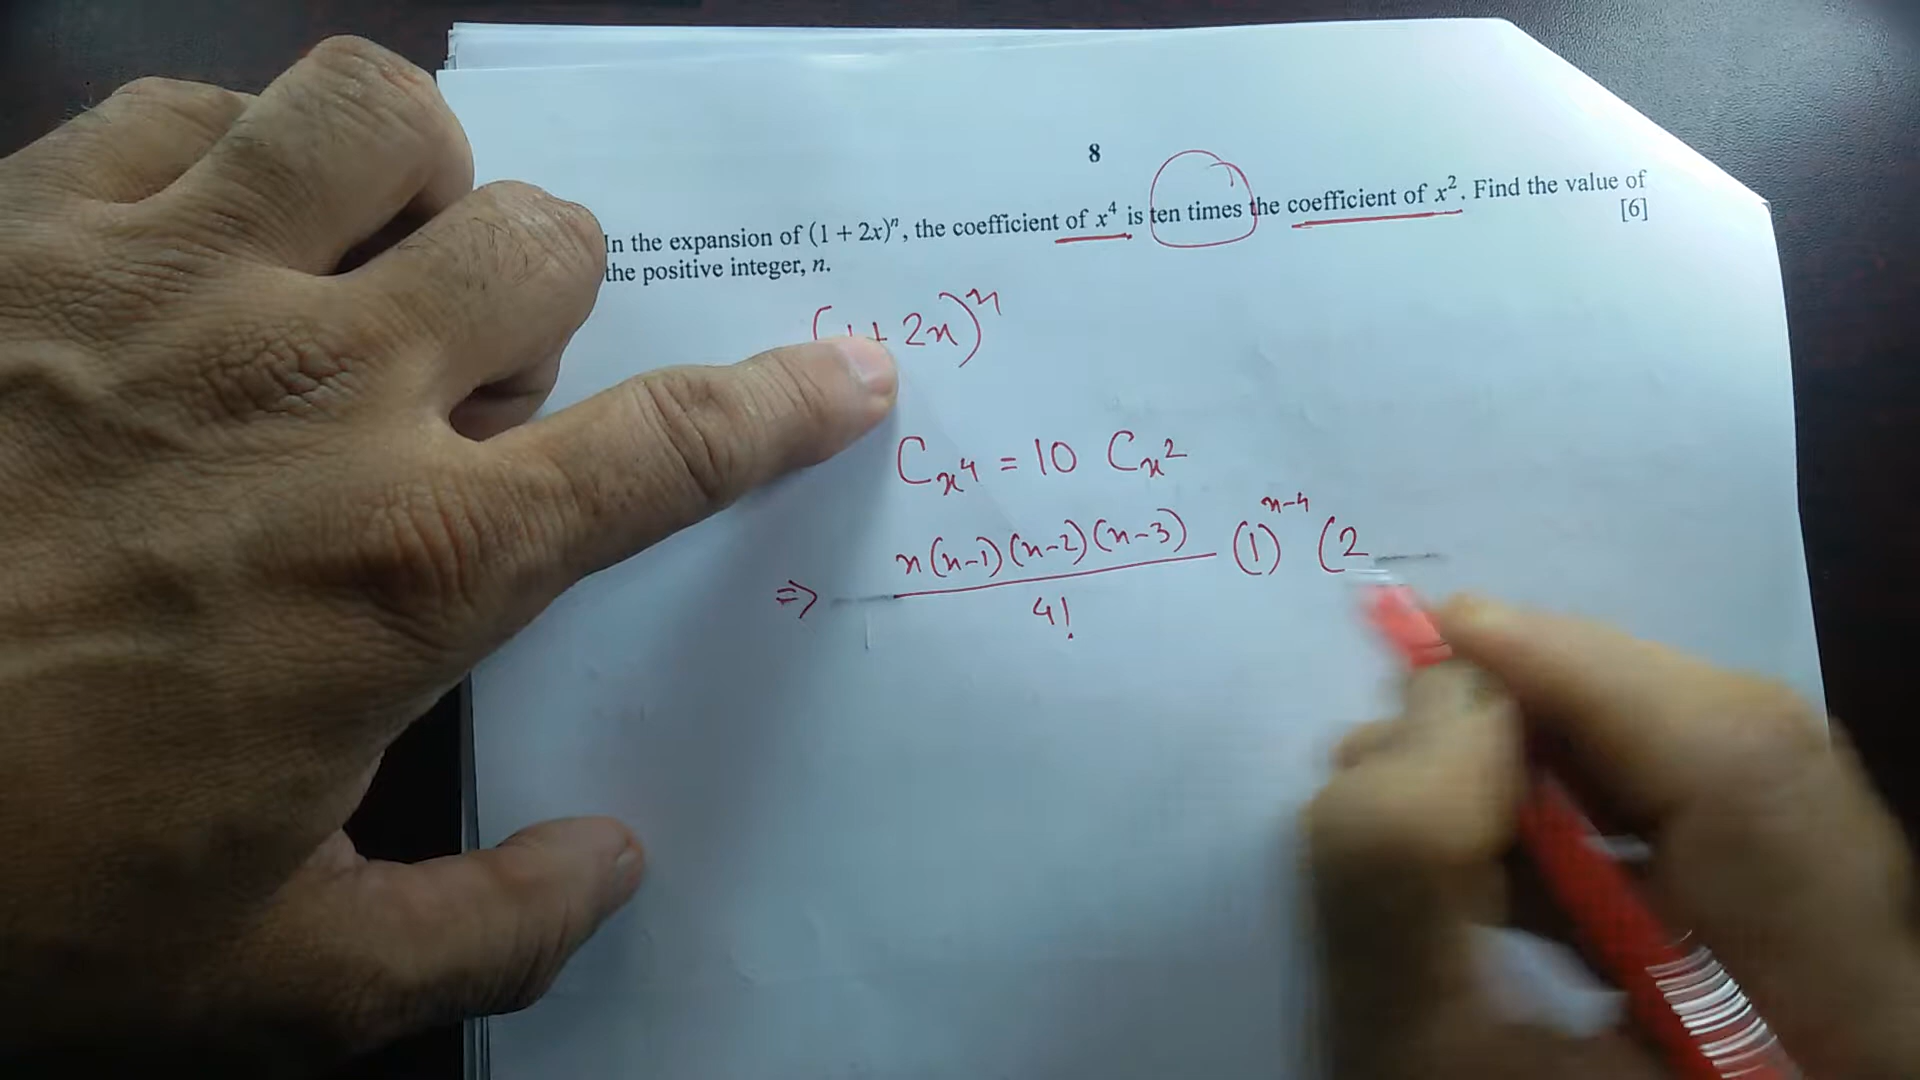 8
In the expansion of (1 + 2x)ⁿ, the coefficient of x⁴ is ten times the coefficient of x². Find the value of
the positive integer, n. [6]
(1 + 2x)ⁿ
Cx⁴ = 10 Cx²
n(n-1)(n-2)(n-3) (1)ⁿ⁻⁴ (2
⇒
4!